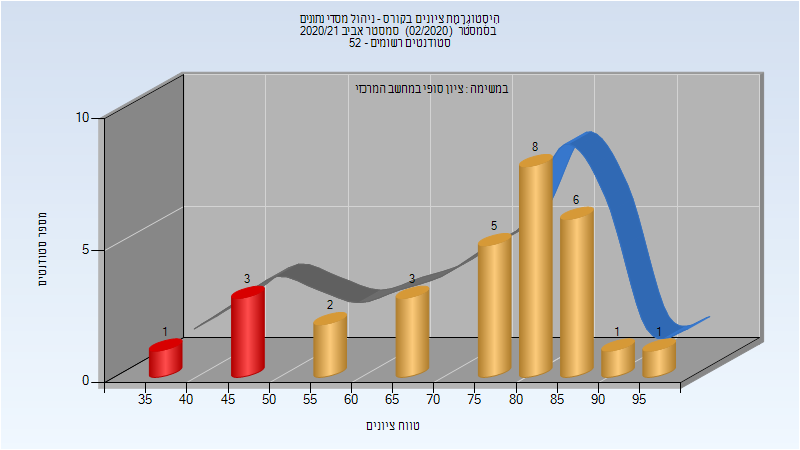 היסטוגרמת ציונים בקורס - ניהול מסדי נתונים
בסמסטר (02/2020) סמסטר אביב 2020/21
סטודנטים רשומים - 52
במשימה : ציון סופי במחשב המרכזי
מספר סטודנטים
10
5
0
1
3
2
3
5
8
6
1
1
35 40 45 50 55 60 65 70 75 80 85 90 95
טווח ציונים